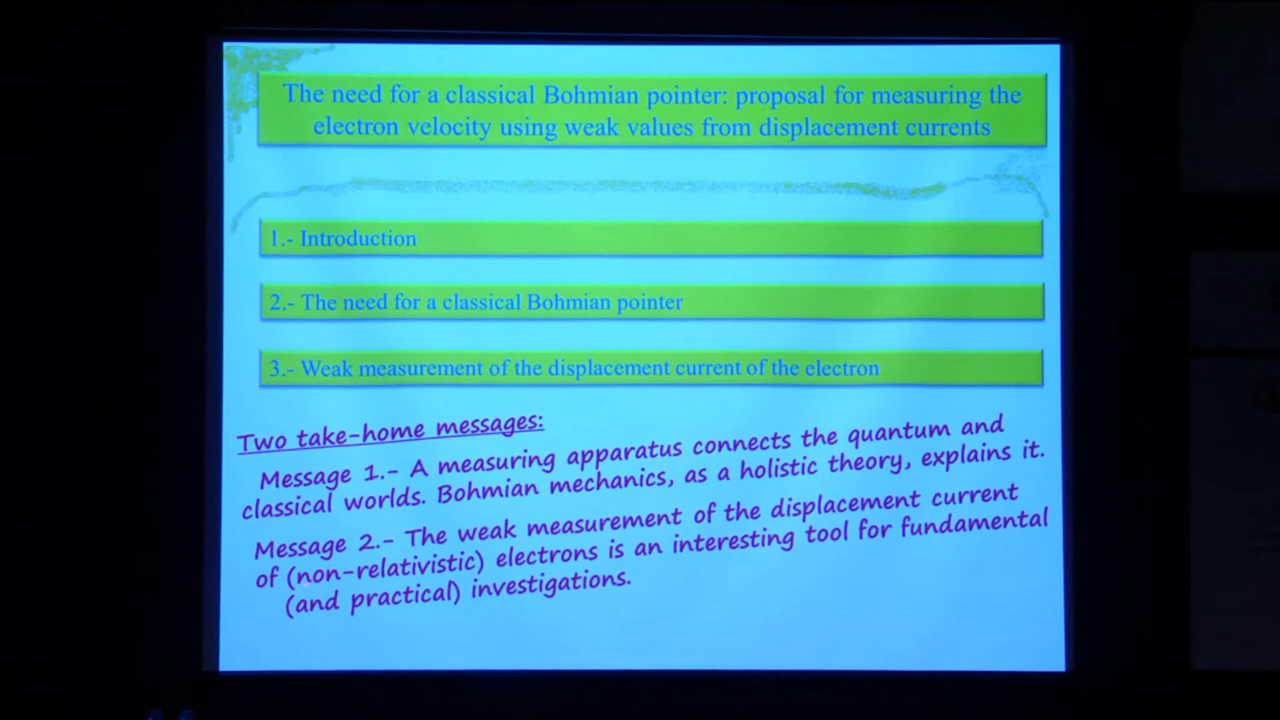 The need for a classical Bohmian pointer: proposal for measuring the
electron velocity using weak values from displacement currents
1.- Introduction
2.- The need for a classical Bohmian pointer
3.- Weak measurement of the displacement current of the electron
Two take-home messages:
Message 1.- A measuring apparatus connects the quantum and
classical worlds. Bohmian mechanics, as a holistic theory, explains it.
Message 2.- The weak measurement of the displacement current
of (non-relativistic) electrons is an interesting tool for fundamental
(and practical) investigations.